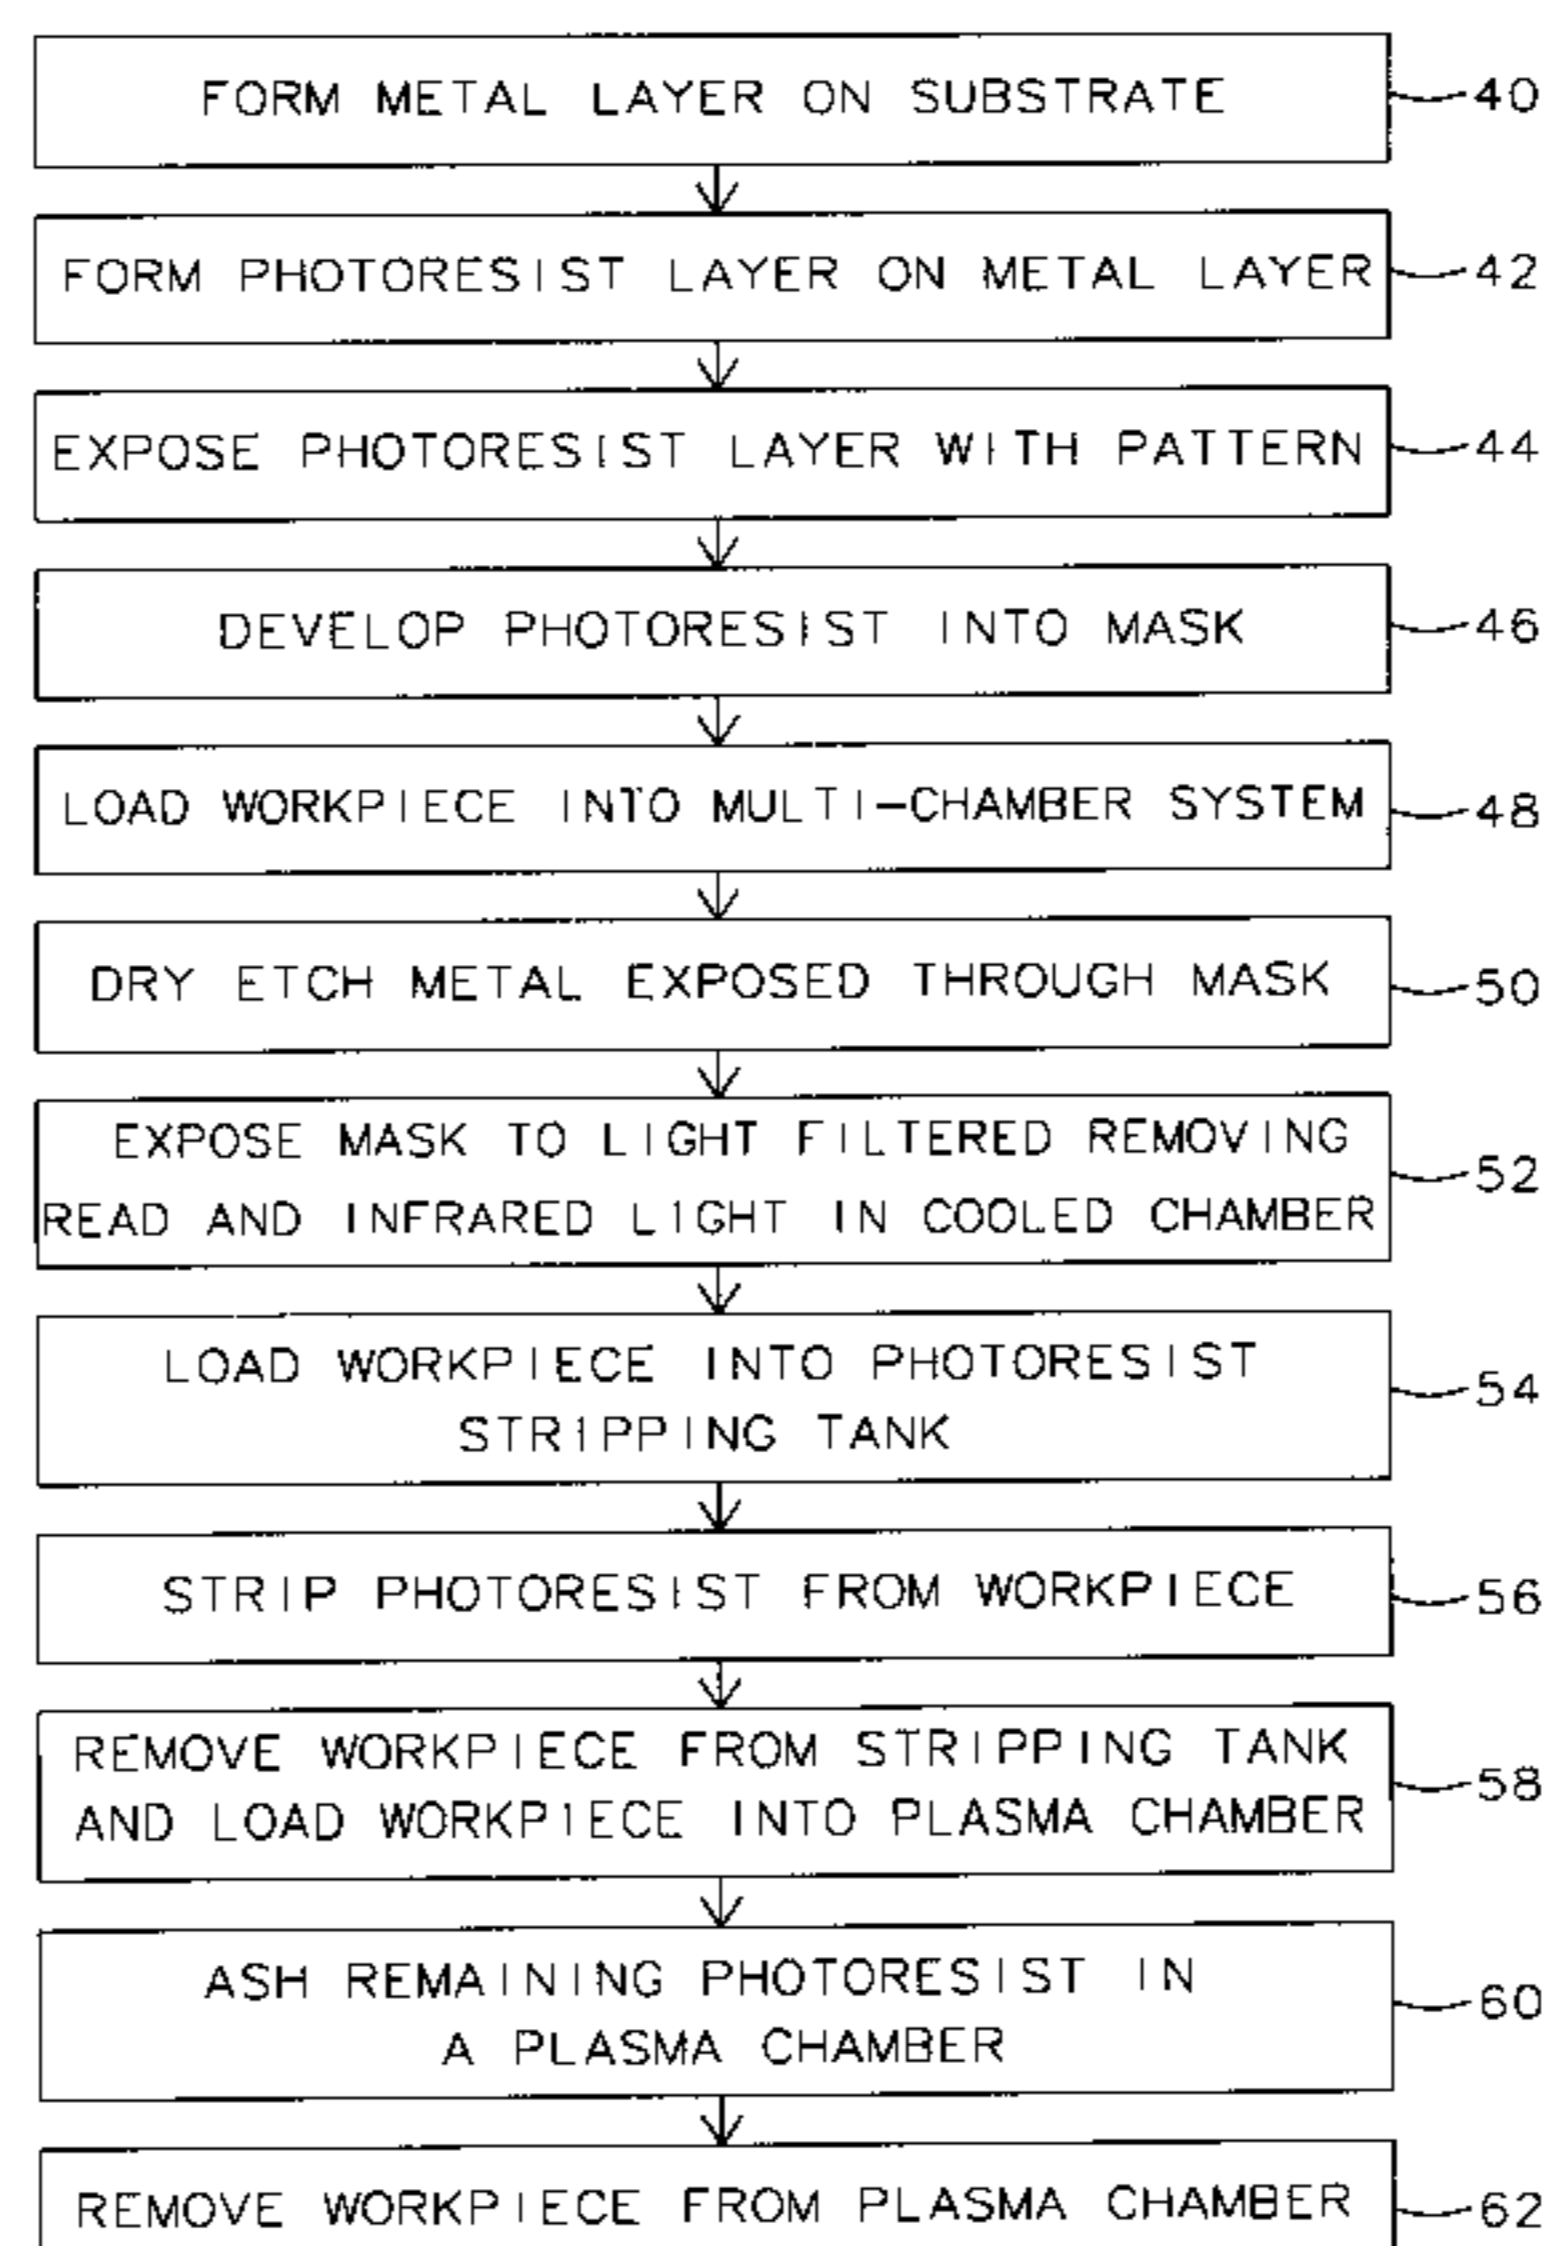 FORM METAL LAYER ON SUBSTRATE 40
FORM PHOTORESIST LAYER ON METAL LAYER 42
EXPOSE PHOTORESIST LAYER WITH PATTERN 44
DEVELOP PHOTORESIST INTO MASK 46
LOAD WORKPIECE INTO MULTI-CHAMBER SYSTEM 48
DRY ETCH METAL EXPOSED THROUGH MASK 50
EXPOSE MASK TO LIGHT FILTERED REMOVING
READ AND INFRARED LIGHT IN COOLED CHAMBER 52
LOAD WORKPIECE INTO PHOTORESIST
STRIPPING TANK 54
STRIP PHOTORESIST FROM WORKPIECE 56
REMOVE WORKPIECE FROM STRIPPING TANK
AND LOAD WORKPIECE INTO PLASMA CHAMBER 58
ASH REMAINING PHOTORESIST IN
A PLASMA CHAMBER 60
REMOVE WORKPIECE FROM PLASMA CHAMBER 62